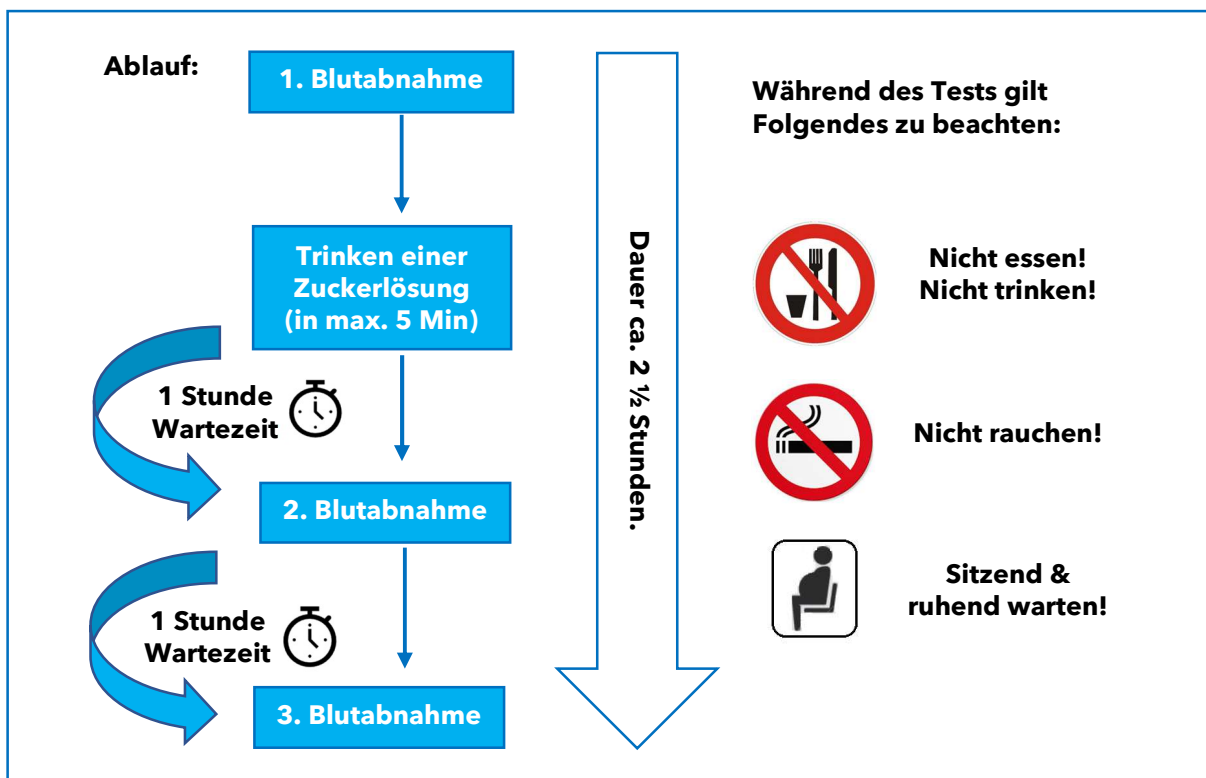 Ablauf:
1. Blutabnahme
Trinken einer
Zuckerlösung
(in max. 5 Min)
1 Stunde
Wartezeit
2. Blutabnahme
1 Stunde
Wartezeit
3. Blutabnahme
Dauer ca. 2 ½ Stunden.
Während des Tests gilt
Folgendes zu beachten:
Nicht essen!
Nicht trinken!
Nicht rauchen!
Sitzend &
ruhend warten!